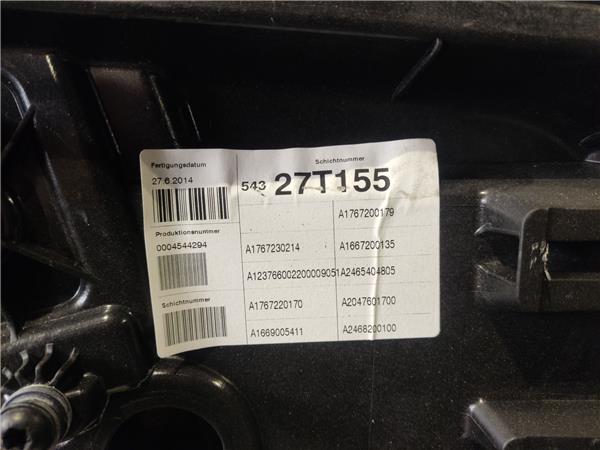 Fertigungsdatum
27.6.2014
Schichtnummer
543 27T155
Produktionsnummer
0004544294
Schichtnummer
A1767200179
A1767230214 A1667200135
A12376600220000905 A2465404805
A1767220170 A2047601700
A1669005411 A2468200100